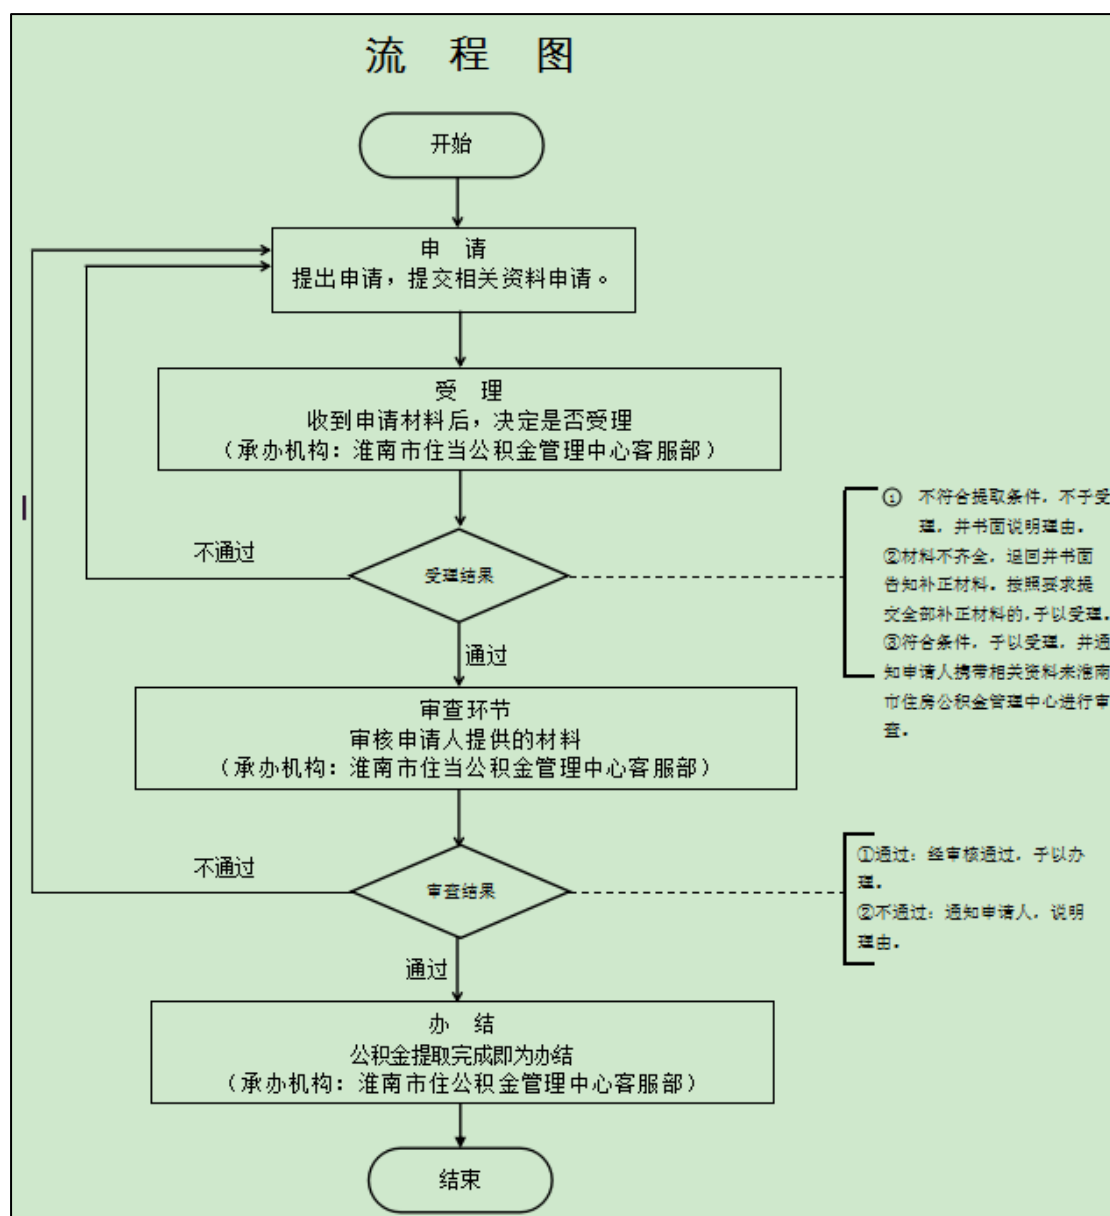 流 程 图
开始
申 请
提出申请，提交相关资料申请。
受 理
收到申请材料后，决定是否受理
（承办机构：淮南市住当公积金管理中心客服部）
不通过
受理结果
① 不符合提取条件，不予受
理，并书面说明理由。
②材料不齐全，退回并书面
告知补正材料。按照要求提
交全部补正材料的，予以受理。
③符合条件，予以受理，并通
知申请人携带相关资料来淮南
市住房公积金管理中心进行审
查。
通过
审查环节
审核申请人提供的材料
（承办机构：淮南市住当公积金管理中心客服部）
不通过
审查结果
①通过：经审核通过，予以办
理。
②不通过：通知申请人，说明
理由。
通过
办 结
公积金提取完成即为办结
（承办机构：淮南市住公积金管理中心客服部）
结束